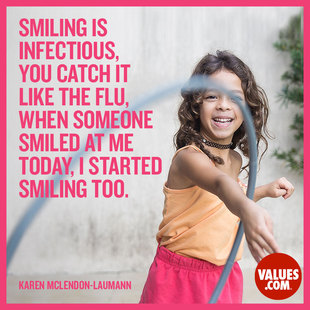 SMILING IS
INFECTIOUS,
YOU CATCH IT
LIKE THE FLU,
WHEN SOMEONE
SMILED AT ME
TODAY, I STARTED
SMILING TOO.
KAREN MCLENDON-LAUMANN
VALUES
.COM